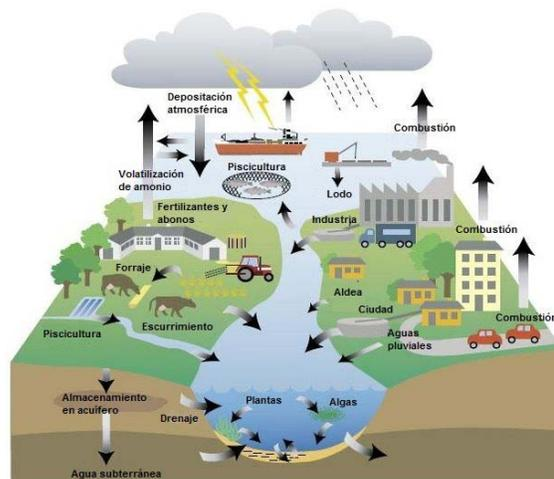 Depositación
atmosférica
Combustión
Piscicultura
Volatilización
de amonio
Lodo
Fertilizantes y
abonos
Industria
Combustión
Forraje
Aldea
Ciudad
Combustión
Piscicultura
Escurrimiento
Aguas
pluviales
Almacenamiento
en acuífero
Plantas
Algas
Drenaje
Agua subterránea